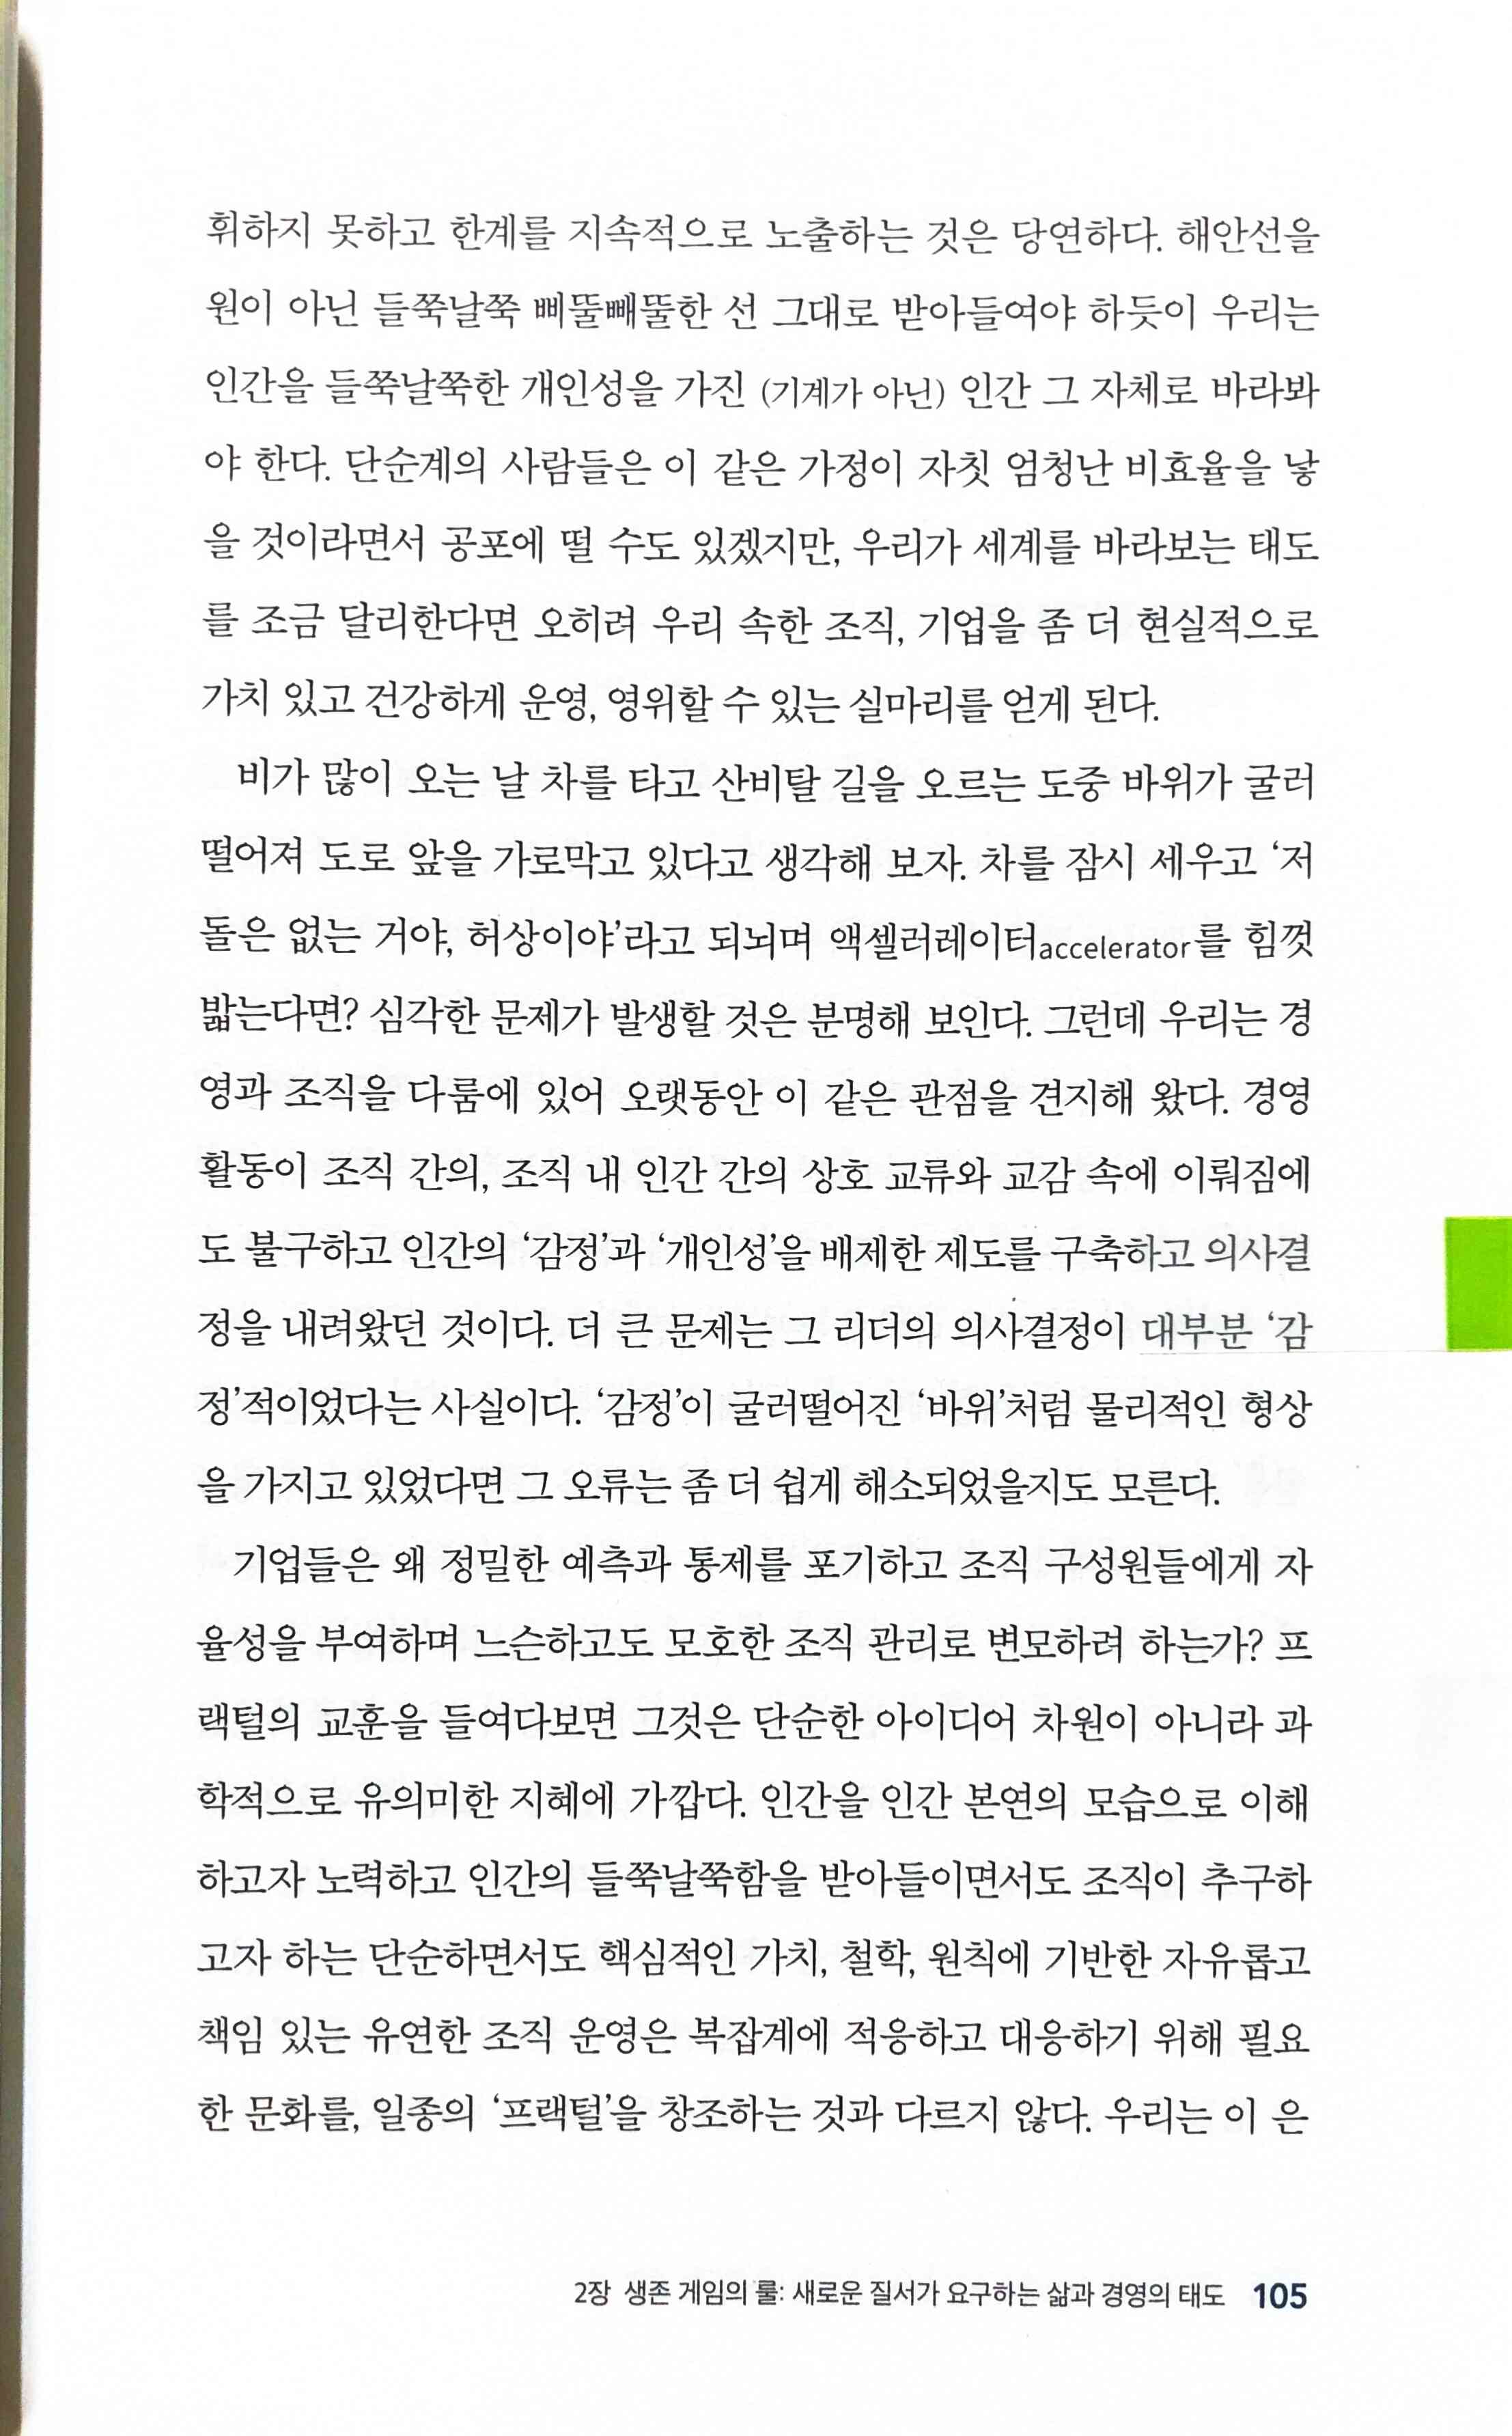 휘하지 못하고 한계를 지속적으로 노출하는 것은 당연하다. 해안선을
원이 아닌 들쭉날쭉 삐뚤빼뚤한 선 그대로 받아들여야 하듯이 우리는
인간을 들쭉날쭉한 개인성을 가진 (기계가 아닌) 인간 그 자체로 바라봐
야 한다. 단순계의 사람들은 이 같은 가정이 자칫 엄청난 비효율을 낳
을 것이라면서 공포에 떨 수도 있겠지만, 우리가 세계를 바라보는 태도
를 조금 달리한다면 오히려 우리 속한 조직, 기업을 좀 더 현실적으로
가치 있고 건강하게 운영, 영위할 수 있는 실마리를 얻게 된다.
비가 많이 오는 날 차를 타고 산비탈 길을 오르는 도중 바위가 굴러
떨어져 도로 앞을 가로막고 있다고 생각해 보자. 차를 잠시 세우고 ‘저
돌은 없는 거야, 허상이야’라고 되뇌며 액셀러레이터accelerator를 힘껏
밟는다면? 심각한 문제가 발생할 것은 분명해 보인다. 그런데 우리는 경
영과 조직을 다룸에 있어 오랫동안 이 같은 관점을 견지해 왔다. 경영
활동이 조직 간의, 조직 내 인간 간의 상호 교류와 교감 속에 이뤄짐에
도 불구하고 인간의 ‘감정’과 ‘개인성’을 배제한 제도를 구축하고 의사결
정을 내려왔던 것이다. 더 큰 문제는 그 리더의 의사결정이 대부분 ‘감
정’적이었다는 사실이다. ‘감정’이 굴러떨어진 ‘바위’처럼 물리적인 형상
을 가지고 있었다면 그 오류는 좀 더 쉽게 해소되었을지도 모른다.
기업들은 왜 정밀한 예측과 통제를 포기하고 조직 구성원들에게 자
율성을 부여하며 느슨하고도 모호한 조직 관리로 변모하려 하는가? 프
랙털의 교훈을 들여다보면 그것은 단순한 아이디어 차원이 아니라 과
학적으로 유의미한 지혜에 가깝다. 인간을 인간 본연의 모습으로 이해
하고자 노력하고 인간의 들쭉날쭉함을 받아들이면서도 조직이 추구하
고자 하는 단순하면서도 핵심적인 가치, 철학, 원칙에 기반한 자유롭고
책임 있는 유연한 조직 운영은 복잡계에 적응하고 대응하기 위해 필요
한 문화를, 일종의 ‘프랙털’을 창조하는 것과 다르지 않다. 우리는 이 은
2장 생존 게임의 룰: 새로운 질서가 요구하는 삶과 경영의 태도 105